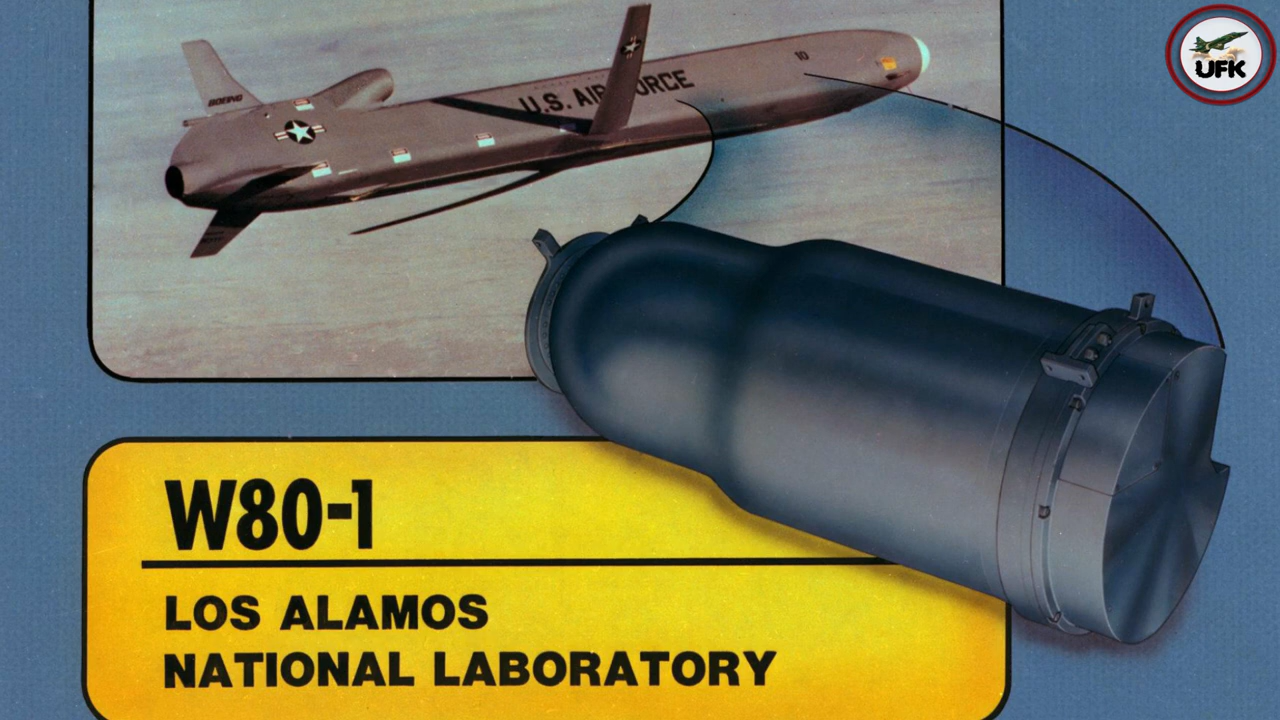 UFK
BOEING
U.S. AIR FORCE
10
W80-1
LOS ALAMOS
NATIONAL LABORATORY